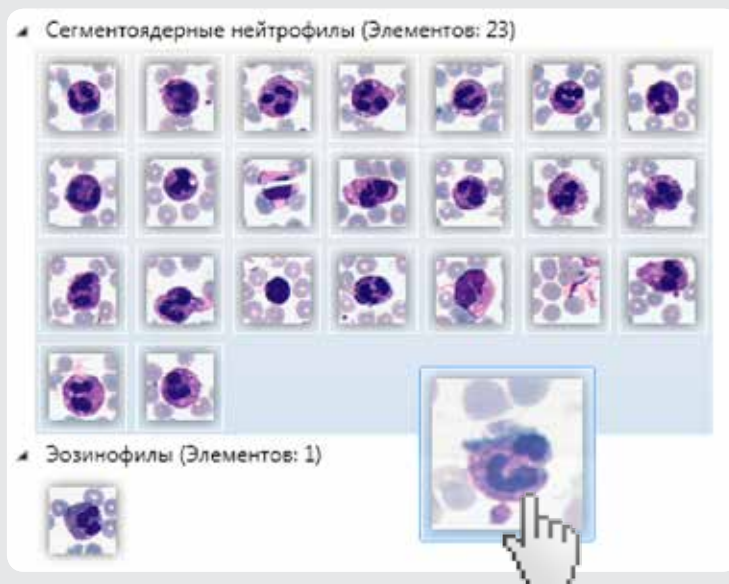 Сегментоядерные нейтрофилы (Элементов: 23)
Эозинофилы (Элементов: 1)